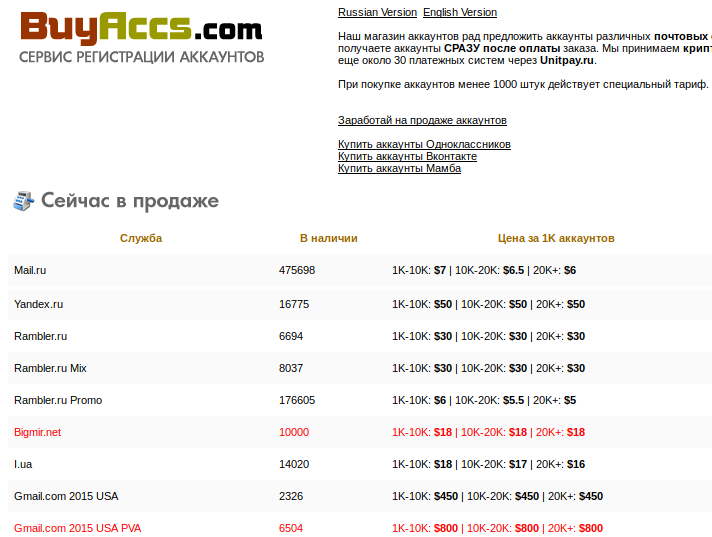 BuyAccs.com
СЕРВИС РЕГИСТРАЦИИ АККАУНТОВ
Russian Version English Version
Наш магазин аккаунтов рад предложить аккаунты различных почтовых
получаете аккаунты СРАЗУ после оплаты заказа. Мы принимаем крипт
еще около 30 платежных систем через Unitpay.ru.
При покупке аккаунтов менее 1000 штук действует специальный тариф.
Заработай на продаже аккаунтов
Купить аккаунты Одноклассников
Купить аккаунты Вконтакте
Купить аккаунты Мамба
Сейчас в продаже
Служба В наличии Цена за 1K аккаунтов
Mail.ru 475698 1K-10K: $7 | 10K-20K: $6.5 | 20K+: $6
Yandex.ru 16775 1K-10K: $50 | 10K-20K: $50 | 20K+: $50
Rambler.ru 6694 1K-10K: $30 | 10K-20K: $30 | 20K+: $30
Rambler.ru Mix 8037 1K-10K: $30 | 10K-20K: $30 | 20K+: $30
Rambler.ru Promo 176605 1K-10K: $6 | 10K-20K: $5.5 | 20K+: $5
Bigmir.net 10000 1K-10K: $18 | 10K-20K: $18 | 20K+: $18
I.ua 14020 1K-10K: $18 | 10K-20K: $17 | 20K+: $16
Gmail.com 2015 USA 2326 1K-10K: $450 | 10K-20K: $450 | 20K+: $450
Gmail.com 2015 USA PVA 6504 1K-10K: $800 | 10K-20K: $800 | 20K+: $800